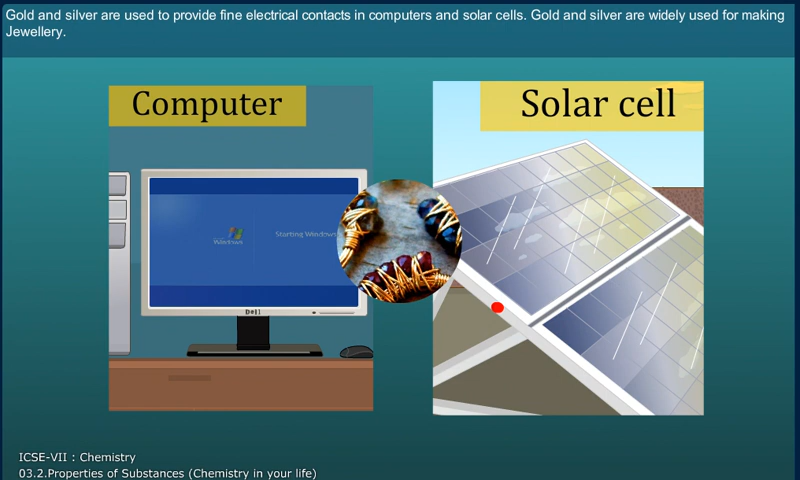 Gold and silver are used to provide fine electrical contacts in computers and solar cells. Gold and silver are widely used for making
Jewellery.
Computer
Solar cell
Windows
Starting Windows
Dell
ICSE-VII : Chemistry
03.2.Properties of Substances (Chemistry in your life)